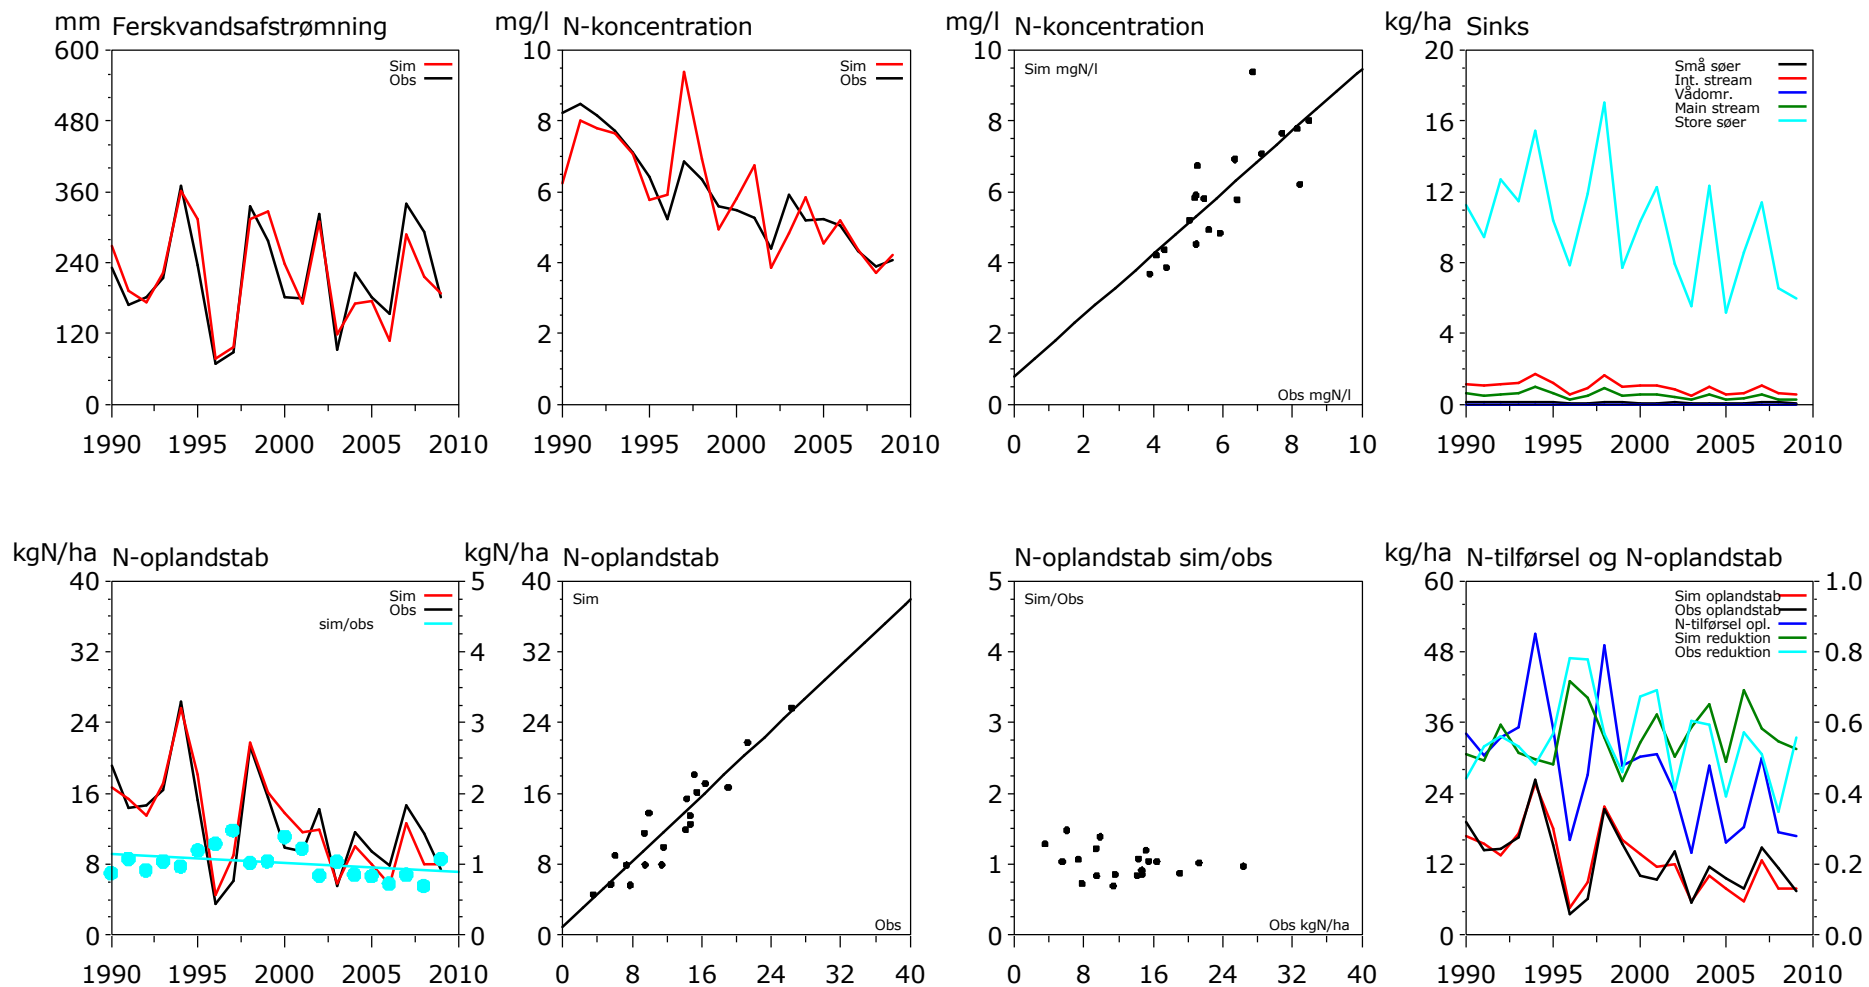 mm Ferskvandsafstrømning
600
480
360
240
120
0
Sim
Obs
1990 1995 2000 2005 2010
mg/l N-koncentration
10
8
6
4
2
0
Sim
Obs
1990 1995 2000 2005 2010
mg/l N-koncentration
10
8
6
4
2
0
Sim mgN/l
Obs mgN/l
0 2 4 6 8 10
kg/ha Sinks
20
16
12
8
4
0
Små søer
Int. stream
Vådomr.
Main stream
Store søer
1990 1995 2000 2005 2010
kgN/ha N-oplandstab
40
32
24
16
8
0
Sim
Obs
sim/obs
5
4
3
2
1
0
1990 1995 2000 2005 2010
kgN/ha N-oplandstab
40
32
24
16
8
0
Sim
Obs
0 8 16 24 32 40
N-oplandstab sim/obs
5
4
3
2
1
0
Sim/Obs
Obs kgN/ha
0 8 16 24 32 40
kg/ha N-tilførsel og N-oplandstab
60
48
36
24
12
0
Sim oplandstab
Obs oplandstab
N-tilførsel opl.
Sim reduktion
Obs reduktion
1.0
0.8
0.6
0.4
0.2
0.0
1990 1995 2000 2005 2010